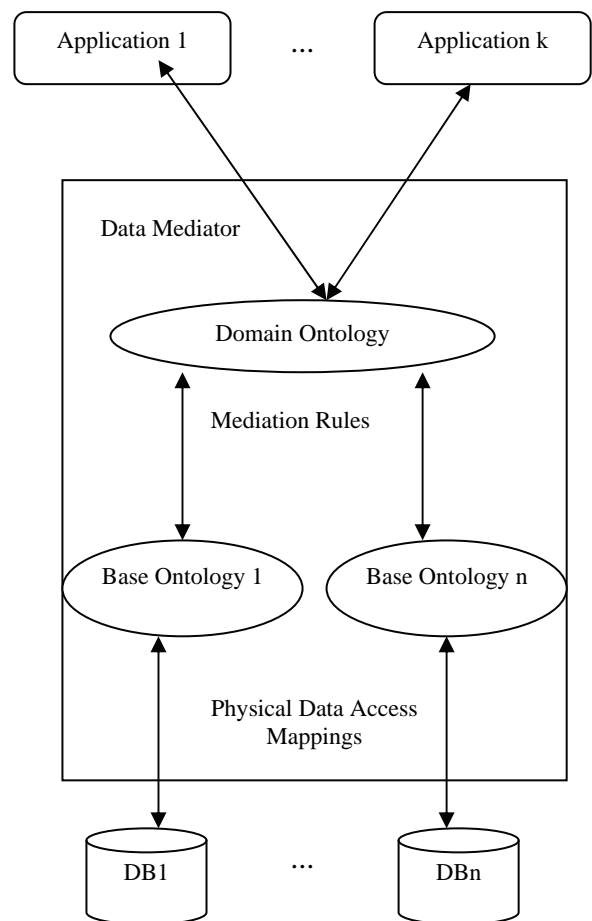 Application 1
...
Application k
Data Mediator
Domain Ontology
Mediation Rules
Base Ontology 1
Base Ontology n
Physical Data Access
Mappings
DB1
...
DBn